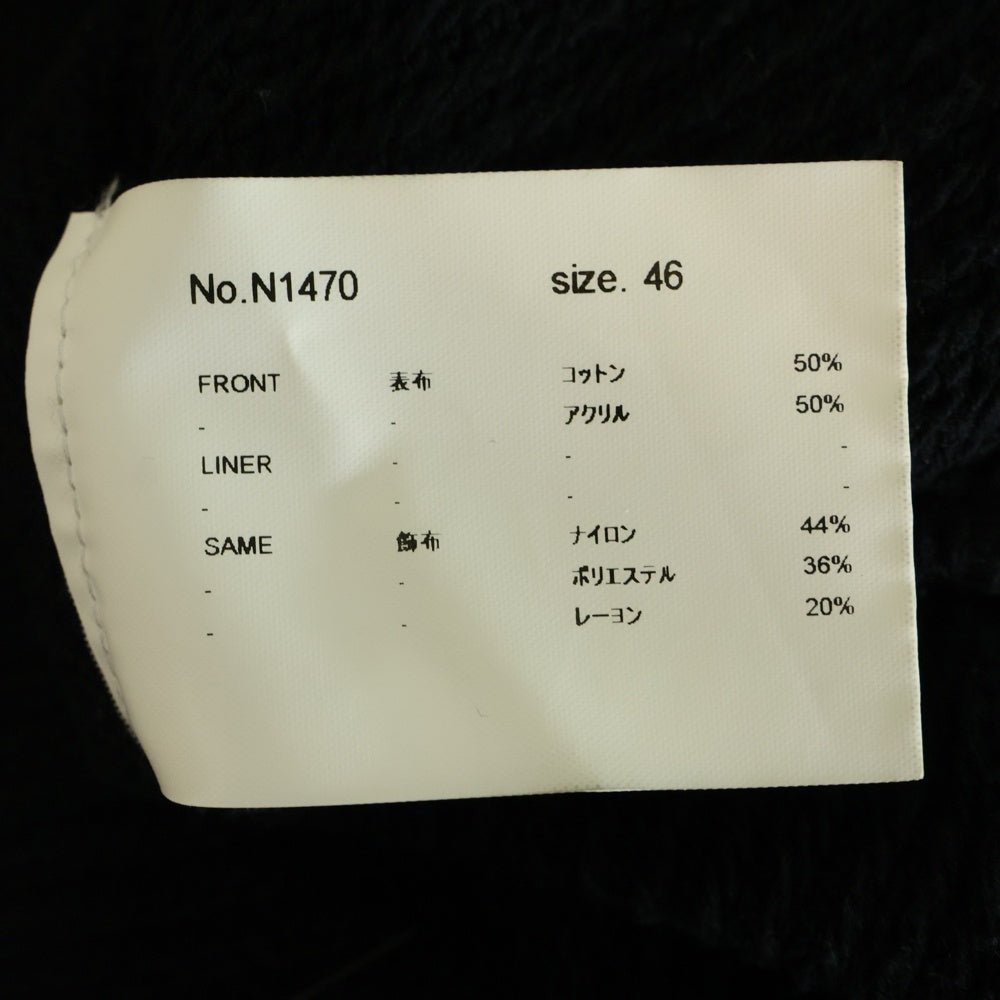 No.N1470 size. 46
FRONT 表布 コットン 50%
- - アクリル 50%
LINER - - -
- - - -
SAME 飾布 ナイロン 44%
- - ポリエステル 36%
- - レーヨン 20%